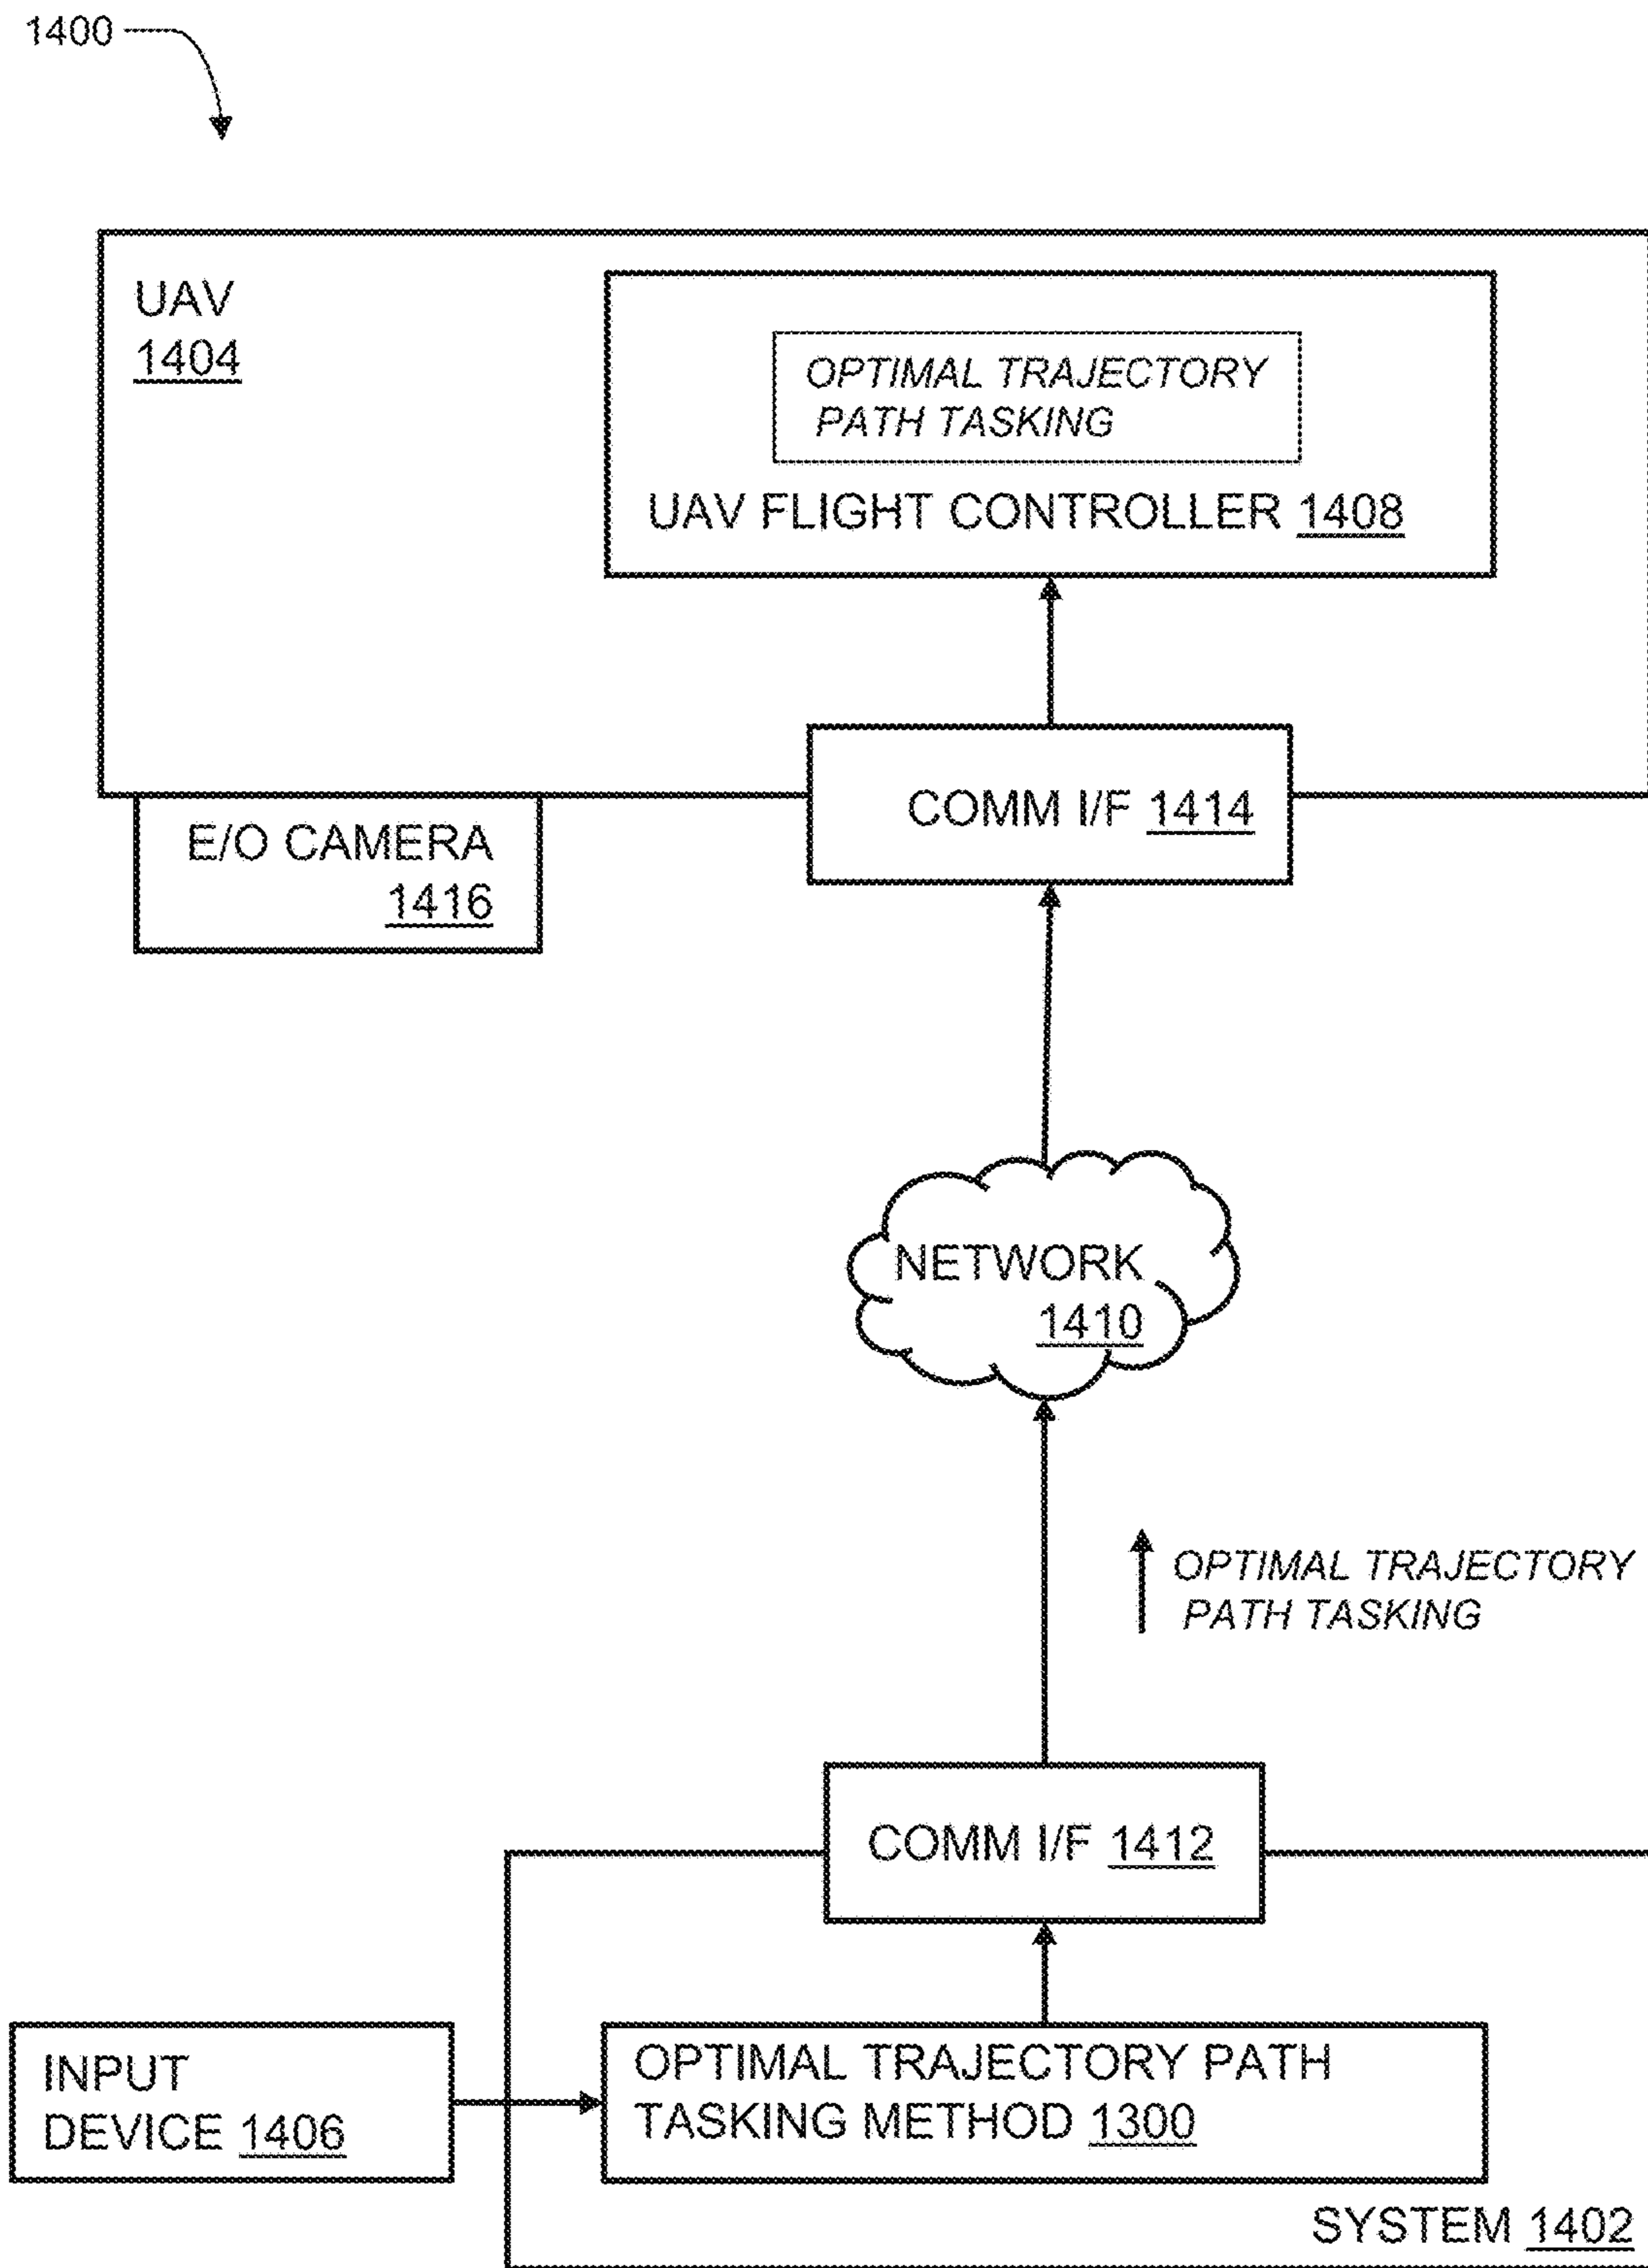 1400
UAV
1404
OPTIMAL TRAJECTORY
PATH TASKING
UAV FLIGHT CONTROLLER 1408
COMM I/F 1414
E/O CAMERA
1416
NETWORK
1410
OPTIMAL TRAJECTORY
PATH TASKING
COMM I/F 1412
INPUT
DEVICE 1406
OPTIMAL TRAJECTORY PATH
TASKING METHOD 1300
SYSTEM 1402